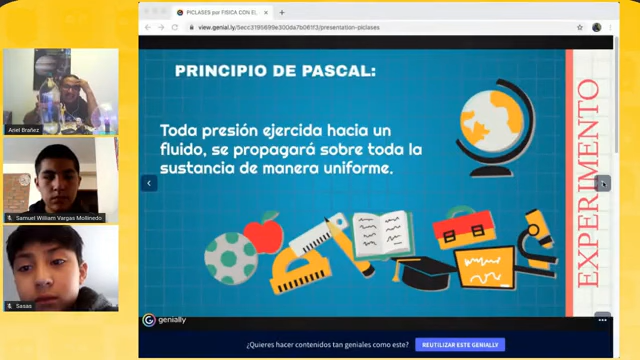 PICLASES por FISICA CON EL
view.genial.ly/5ecc3195699e300da7b061f3/presentation-piclases
PRINCIPIO DE PASCAL:
Toda presión ejercida hacia un
fluido, se propagará sobre toda la
sustancia de manera uniforme.
EXPERIMENTO
Ariel Brañez
Samuel William Vargas Mollinedo
Sasas
genially
¿Quieres hacer contenidos tan geniales como este?
REUTILIZAR ESTE GENIALLY